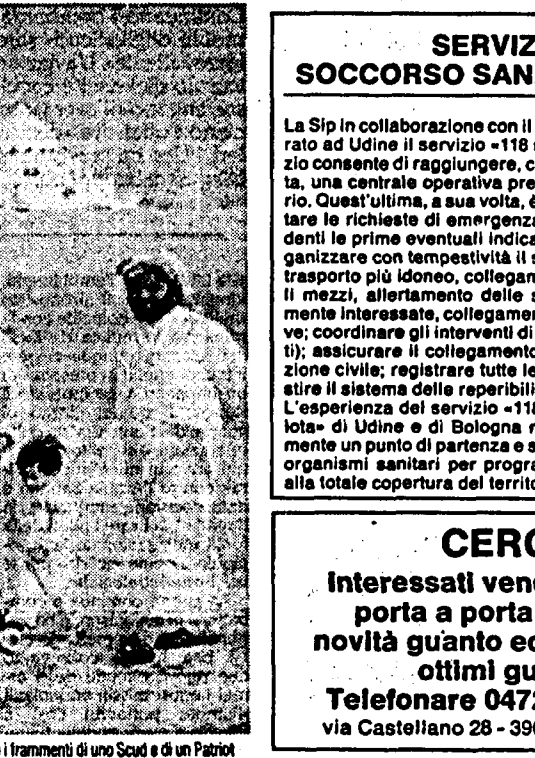 i frammenti di uno Scud e di un Patriot
SERVIZ
SOCCORSO SAN
La Sip in collaborazione con il
rato ad Udine il servizio «118
zio consente di raggiungere, c
ta, una centrale operativa pre
rio. Quest'ultima, a sua volta, è
tare le richieste di emergenza
denti le prime eventuali indica
ganizzare con tempestività il s
trasporto più idoneo, collegan
li mezzi, allertamento delle s
mente interessate, collegamer
ve; coordinare gli interventi di
ti); assicurare il collegamento
zione civile; registrare tutte le
stire il sistema delle reperibili
L'esperienza del servizio «118
lota» di Udine e di Bologna r
mente un punto di partenza e s
organismi sanitari per progra
alla totale copertura del territo
CERC
interessati vend
porta a porta
novità guanto ec
ottimi gu
Telefonare 0472
via Castellano 28 - 390